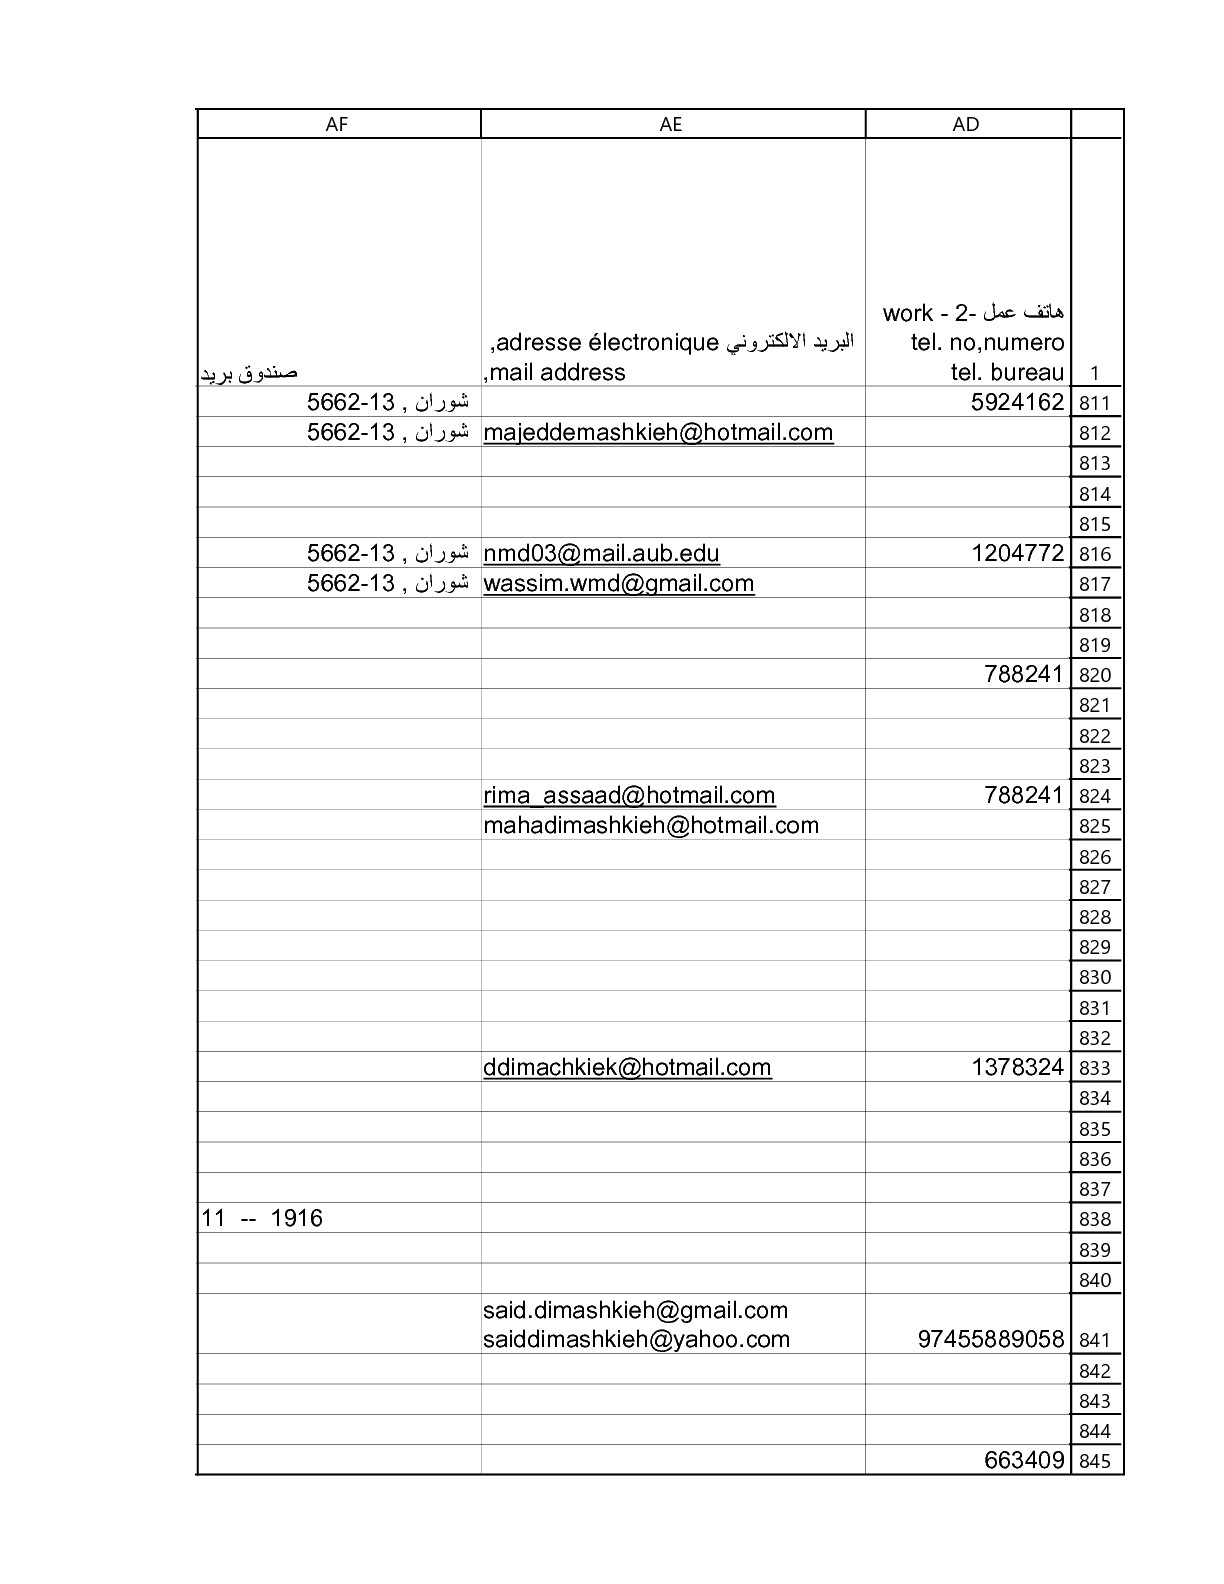 AD AE AF
هاتف عمل -2 - work
tel. no,numero
tel. bureau
البريد الالكتروني adresse électronique,
mail address,
صندوق بريد
1
811 5924162 شوران , 13-5662
812 majeddemashkieh@hotmail.com شوران , 13-5662
813
814
815
816 1204772 nmd03@mail.aub.edu شوران , 13-5662
817 wassim.wmd@gmail.com شوران , 13-5662
818
819
820 788241
821
822
823
824 788241 rima_assaad@hotmail.com
825 mahadimashkieh@hotmail.com
826
827
828
829
830
831
832
833 1378324 ddimachkiek@hotmail.com
834
835
836
837
838 11 -- 1916
839
840
said.dimashkieh@gmail.com
841 97455889058 saiddimashkieh@yahoo.com
842
843
844
845 663409